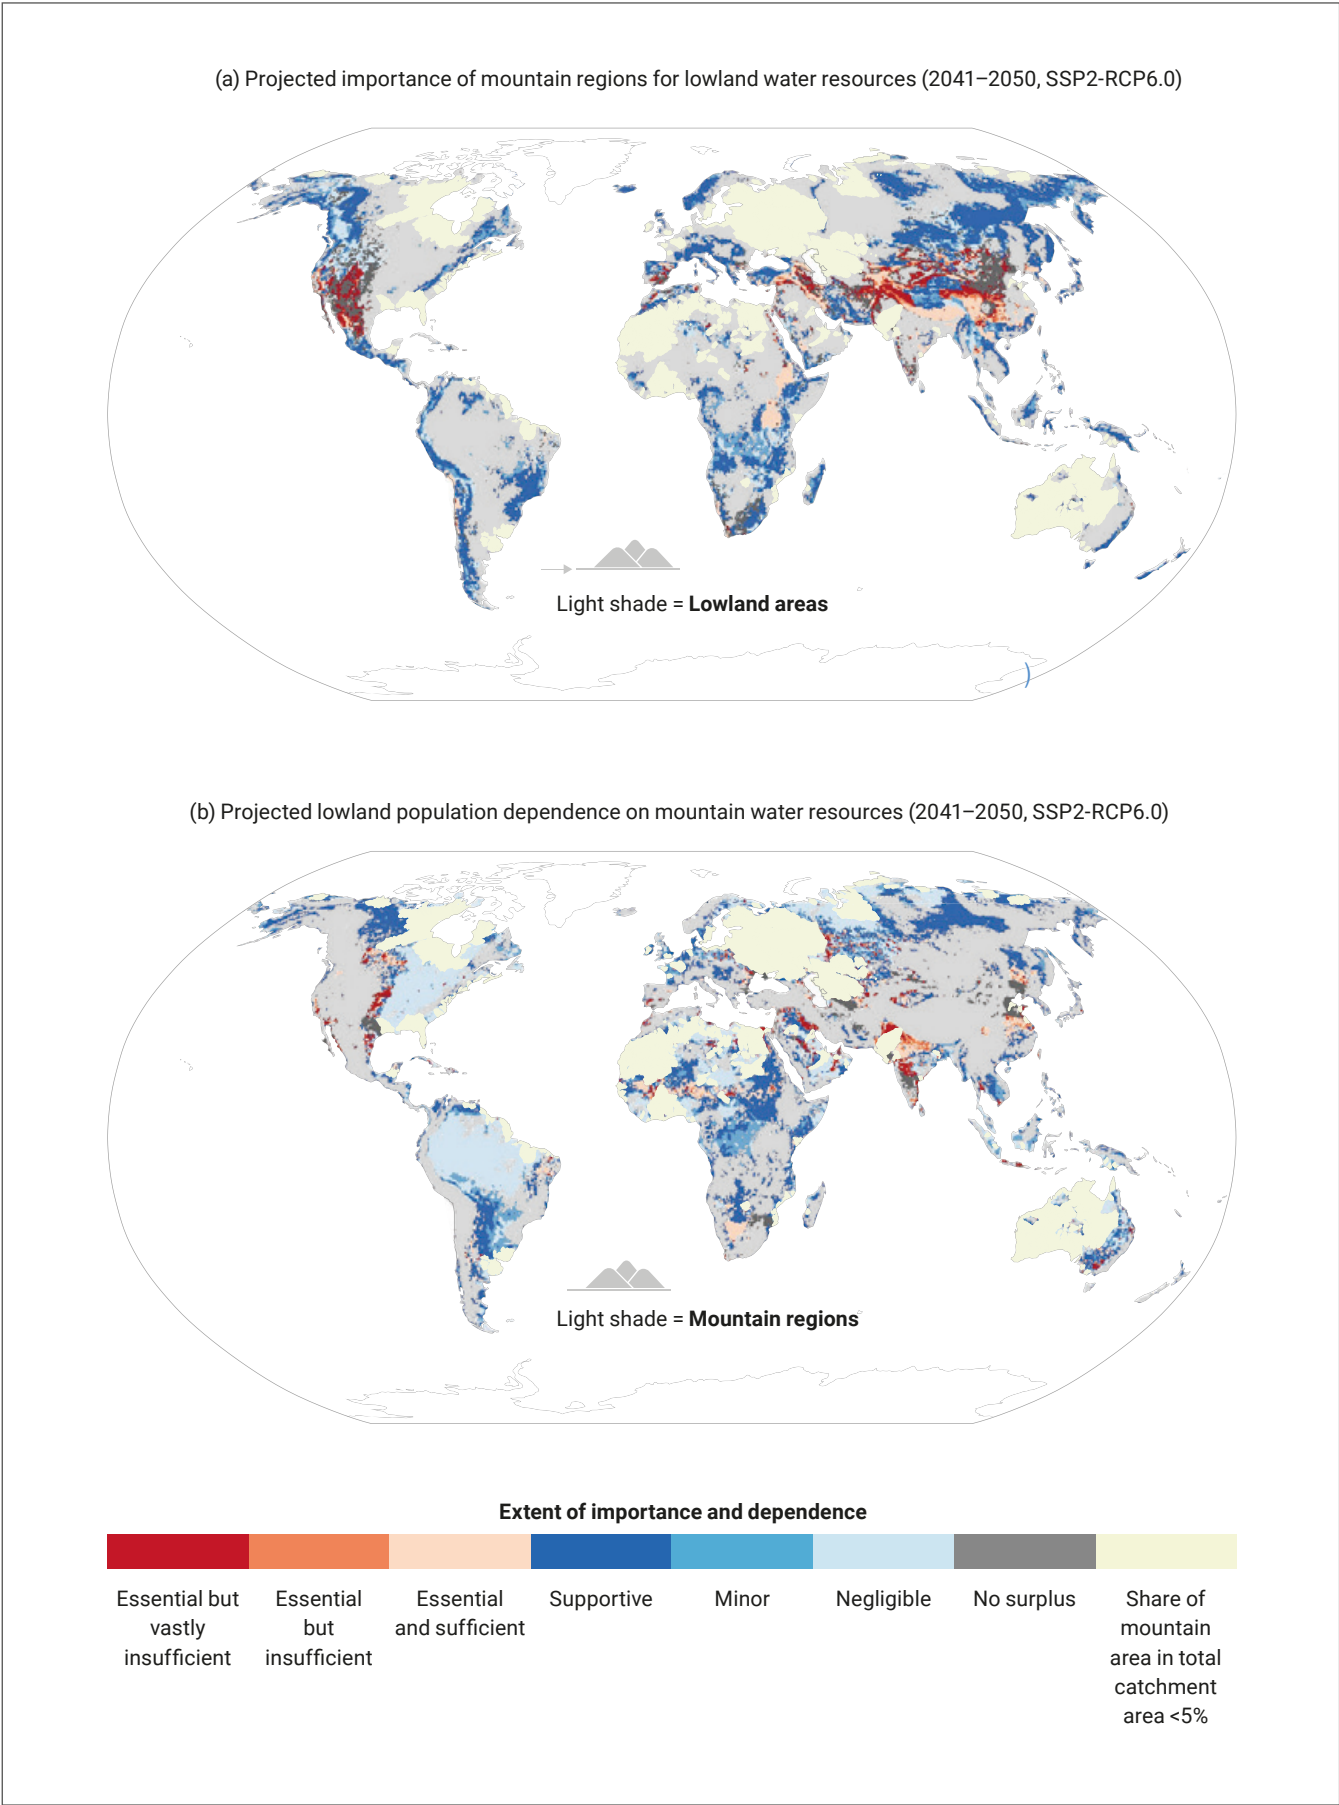 (a) Projected importance of mountain regions for lowland water resources (2041–2050, SSP2-RCP6.0)
Light shade = Lowland areas
(b) Projected lowland population dependence on mountain water resources (2041–2050, SSP2-RCP6.0)
Light shade = Mountain regions
Extent of importance and dependence
Essential but
vastly
insufficient
Essential
but
insufficient
Essential
and sufficient
Supportive
Minor
Negligible
No surplus
Share of
mountain
area in total
catchment
area <5%